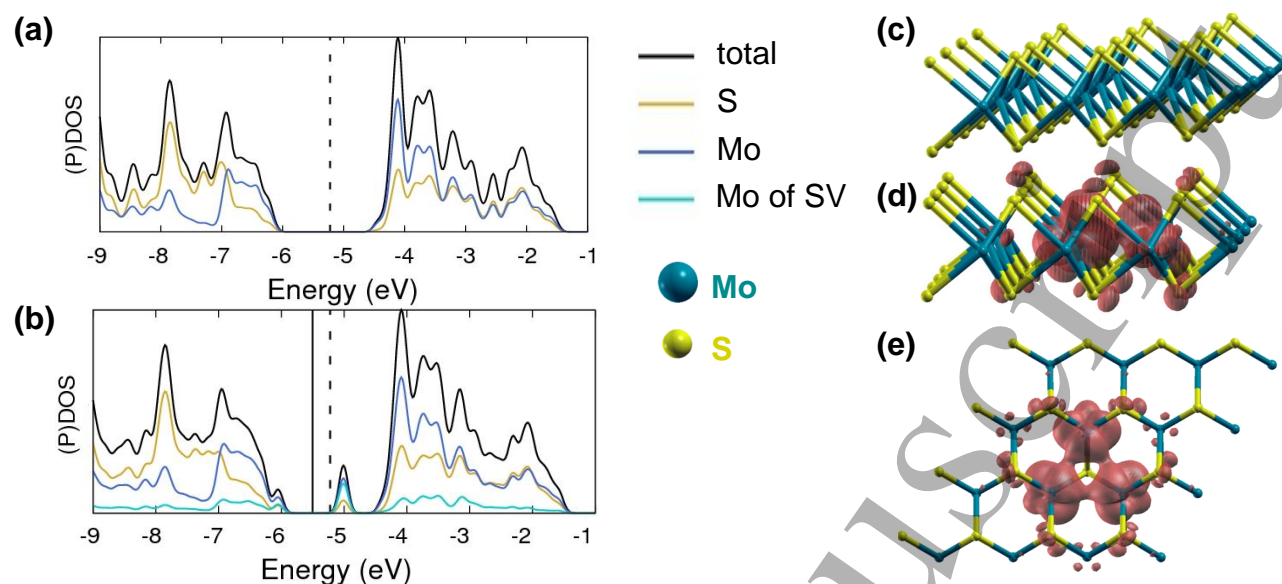 (a)
(P)DOS
-9 -8 -7 -6 -5 -4 -3 -2 -1
Energy (eV)
(b)
(P)DOS
-9 -8 -7 -6 -5 -4 -3 -2 -1
Energy (eV)
total
S
Mo
Mo of SV
Mo
S
(c)
(d)
(e)